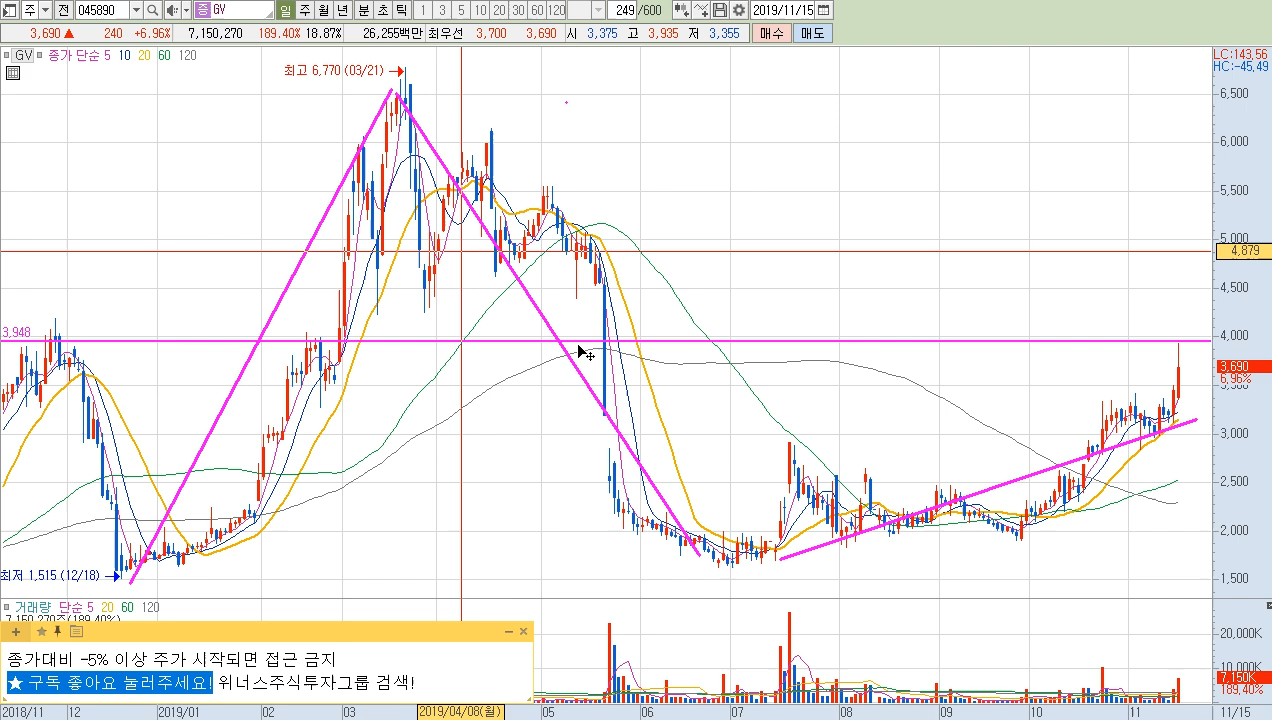 주 전 045890 증 GV 일 주 월 년 분 초 틱 1 3 5 10 20 30 60 120 249 /600 2019/11/15
3,690 ▲ 240 +6.96% 7,150,270 189.40% 18.87% 26,255백만 최우선 3,700 3,690 시 3,375 고 3,935 저 3,355 매수 매도
GV 종가 단순 5 10 20 60 120
LC:143,56
HC:-45,49
최고 6,770 (03/21)
6,500
6,000
5,500
5,000
4,879
4,500
3,948
4,000
3,690
6,96%
3,500
3,000
2,500
2,000
최저 1,515 (12/18)
1,500
거래량 단순 5 20 60 120
7,150,270주(189,40%)
20,000K
10,000K
7,150K
189,40%
종가대비 -5% 이상 주가 시작되면 접근 금지
★ 구독 좋아요 눌러주세요! 위너스주식투자그룹 검색!
2018/11 12 2019/01 02 03 2019/04/08(월) 05 06 07 08 09 10 11 11/15